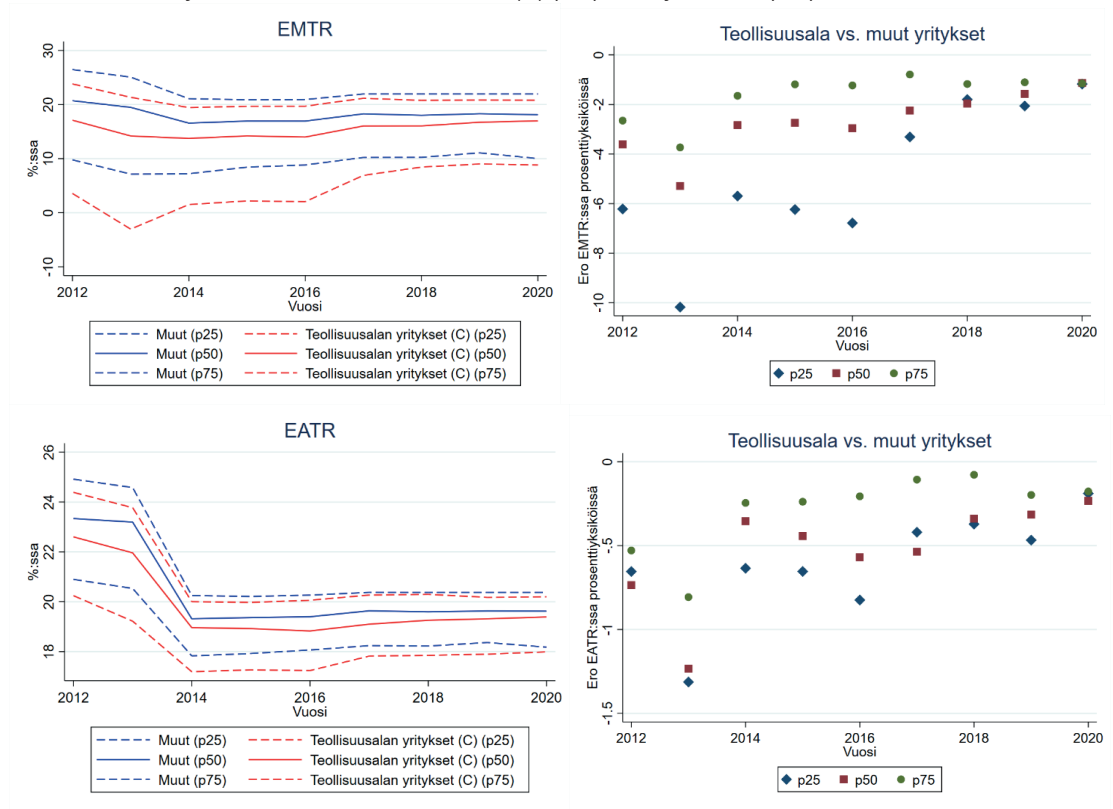 EMTR
%:ssa
30
20
10
0
-10
2012 2014 2016 2018 2020
Vuosi
Muut (p25) Teollisuusalan yritykset (C) (p25)
Muut (p50) Teollisuusalan yritykset (C) (p50)
Muut (p75) Teollisuusalan yritykset (C) (p75)
Teollisuusala vs. muut yritykset
Ero EMTR:ssa prosenttiyksiköissä
0
-2
-4
-6
-8
-10
2012 2014 2016 2018 2020
Vuosi
p25 p50 p75
EATR
%:ssa
26
24
22
20
18
2012 2014 2016 2018 2020
Vuosi
Muut (p25) Teollisuusalan yritykset (C) (p25)
Muut (p50) Teollisuusalan yritykset (C) (p50)
Muut (p75) Teollisuusalan yritykset (C) (p75)
Teollisuusala vs. muut yritykset
Ero EATR:ssa prosenttiyksiköissä
0
-.5
-1
-1.5
2012 2014 2016 2018 2020
Vuosi
p25 p50 p75